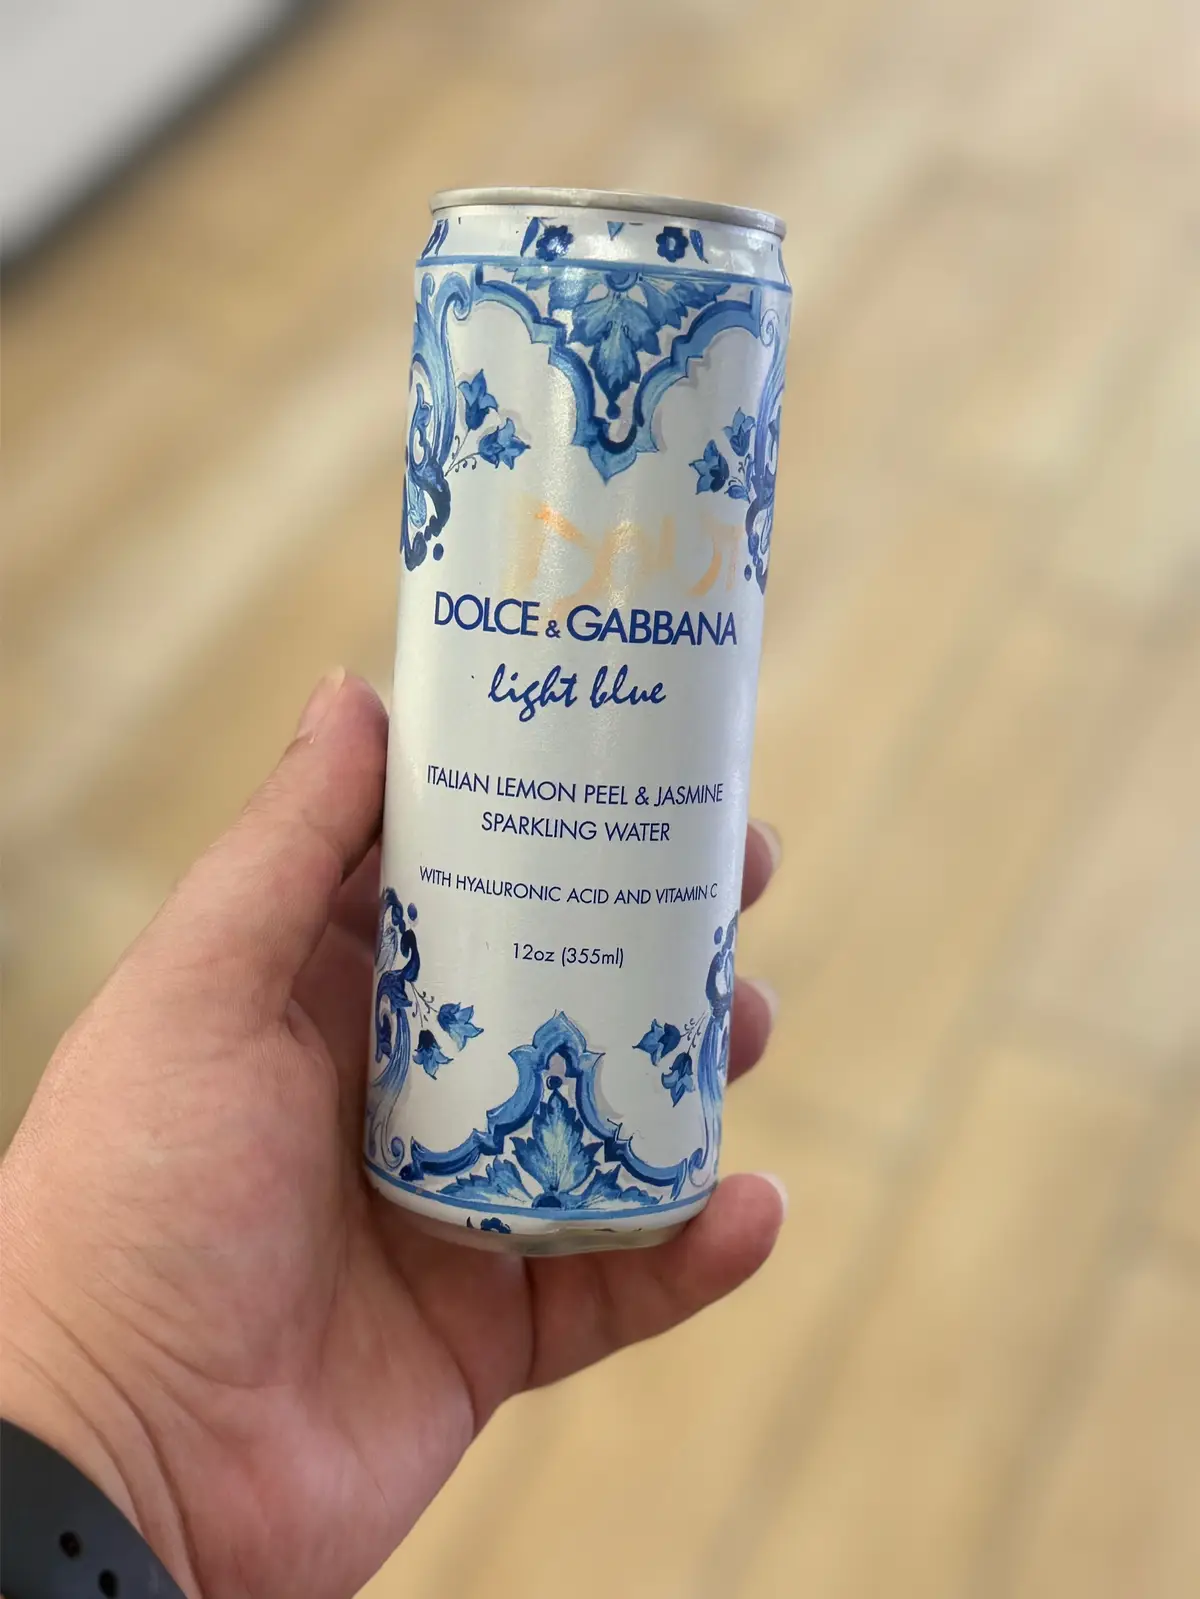 DOLCE & GABBANA
light blue
ITALIAN LEMON PEEL & JASMINE
SPARKLING WATER
WITH HYALURONIC ACID AND VITAMIN C
12oz (355ml)